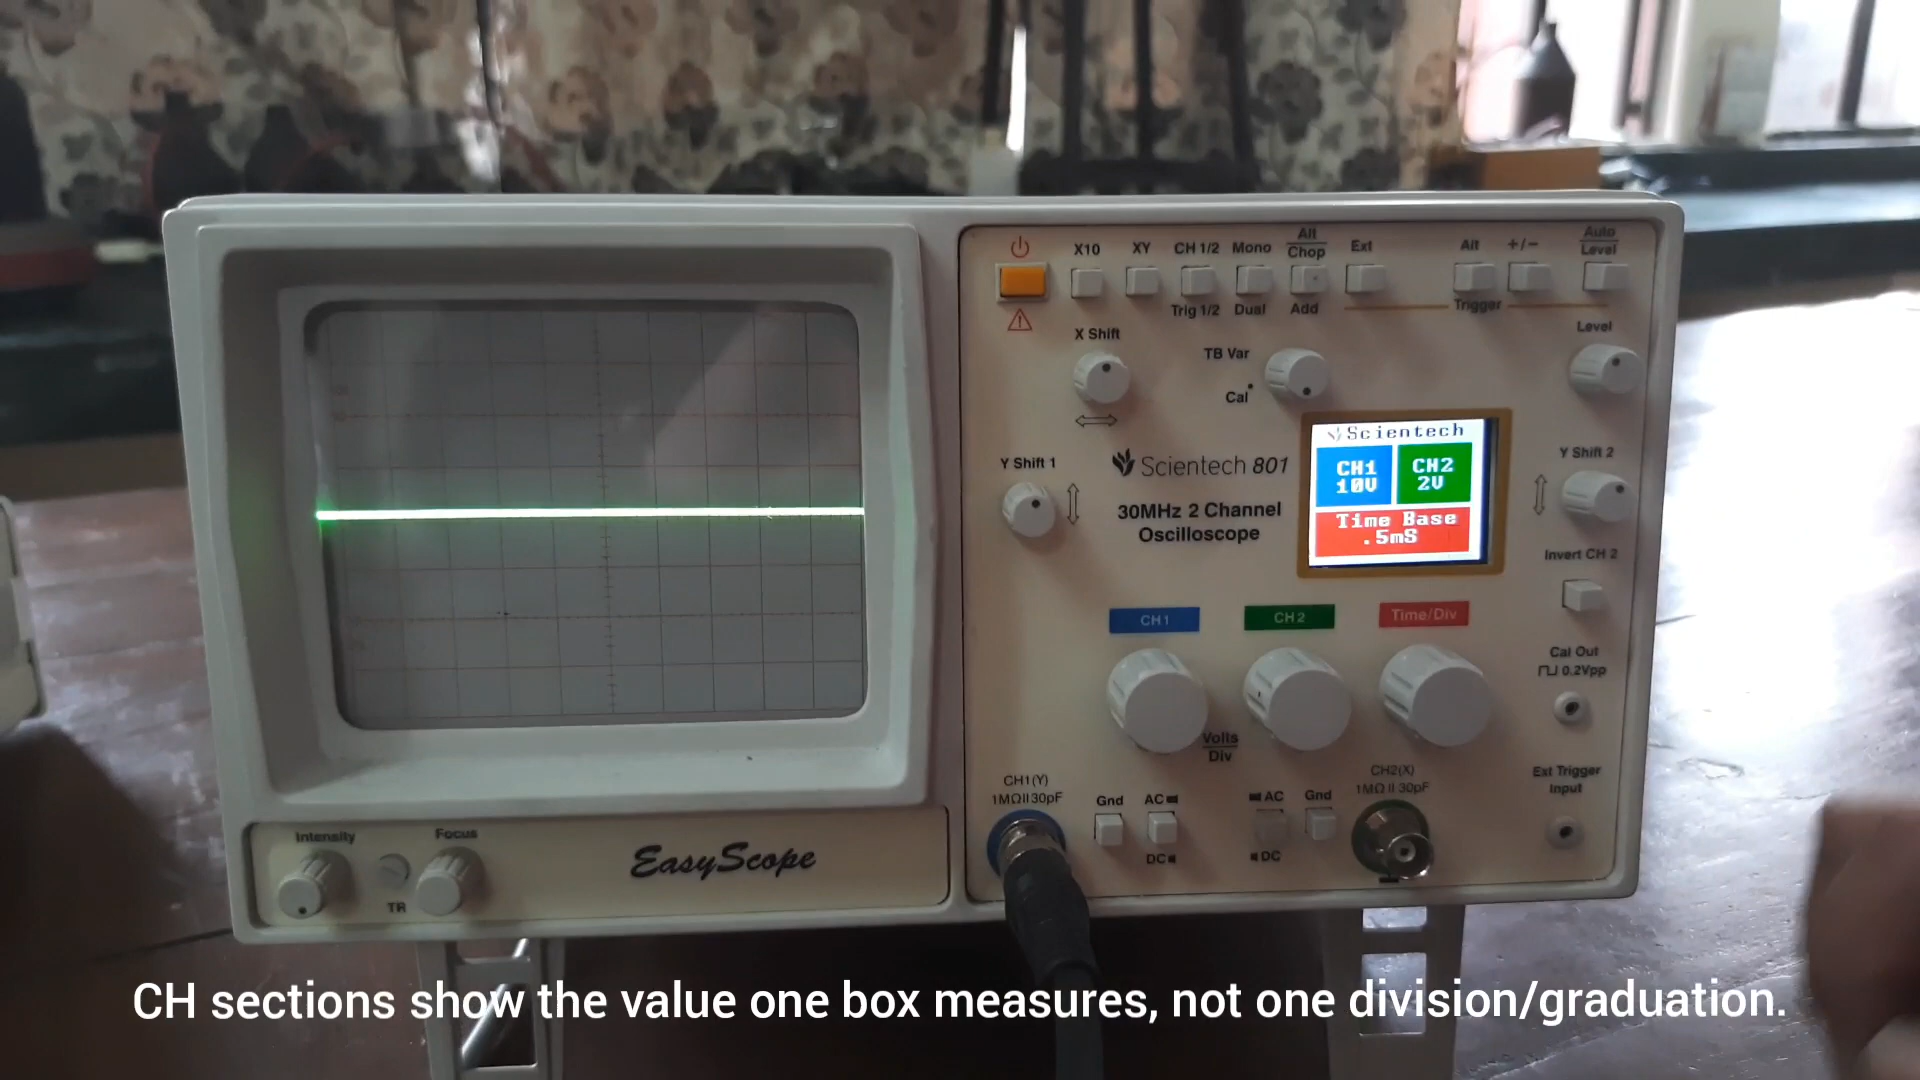 X10
XY
CH 1/2
Mono
Alt
Chop
Ext
Alt
+/−
Auto
Level
Trig 1/2
Dual
Add
Trigger
X Shift
TB Var
Level
Cal
Scientech
CH1
10V
CH2
2V
Time Base
.5mS
Y Shift 1
Scientech 801
Y Shift 2
30MHz 2 Channel
Oscilloscope
Invert CH 2
CH1
CH2
Time/Div
Cal Out
0.2Vpp
Volts
Div
CH1(Y)
1MΩII30pF
Gnd
AC
DC
AC
DC
Gnd
CH2(X)
1MΩII30pF
Ext Trigger
Input
Intensity
Focus
TR
EasyScope
CH sections show the value one box measures, not one division/graduation.